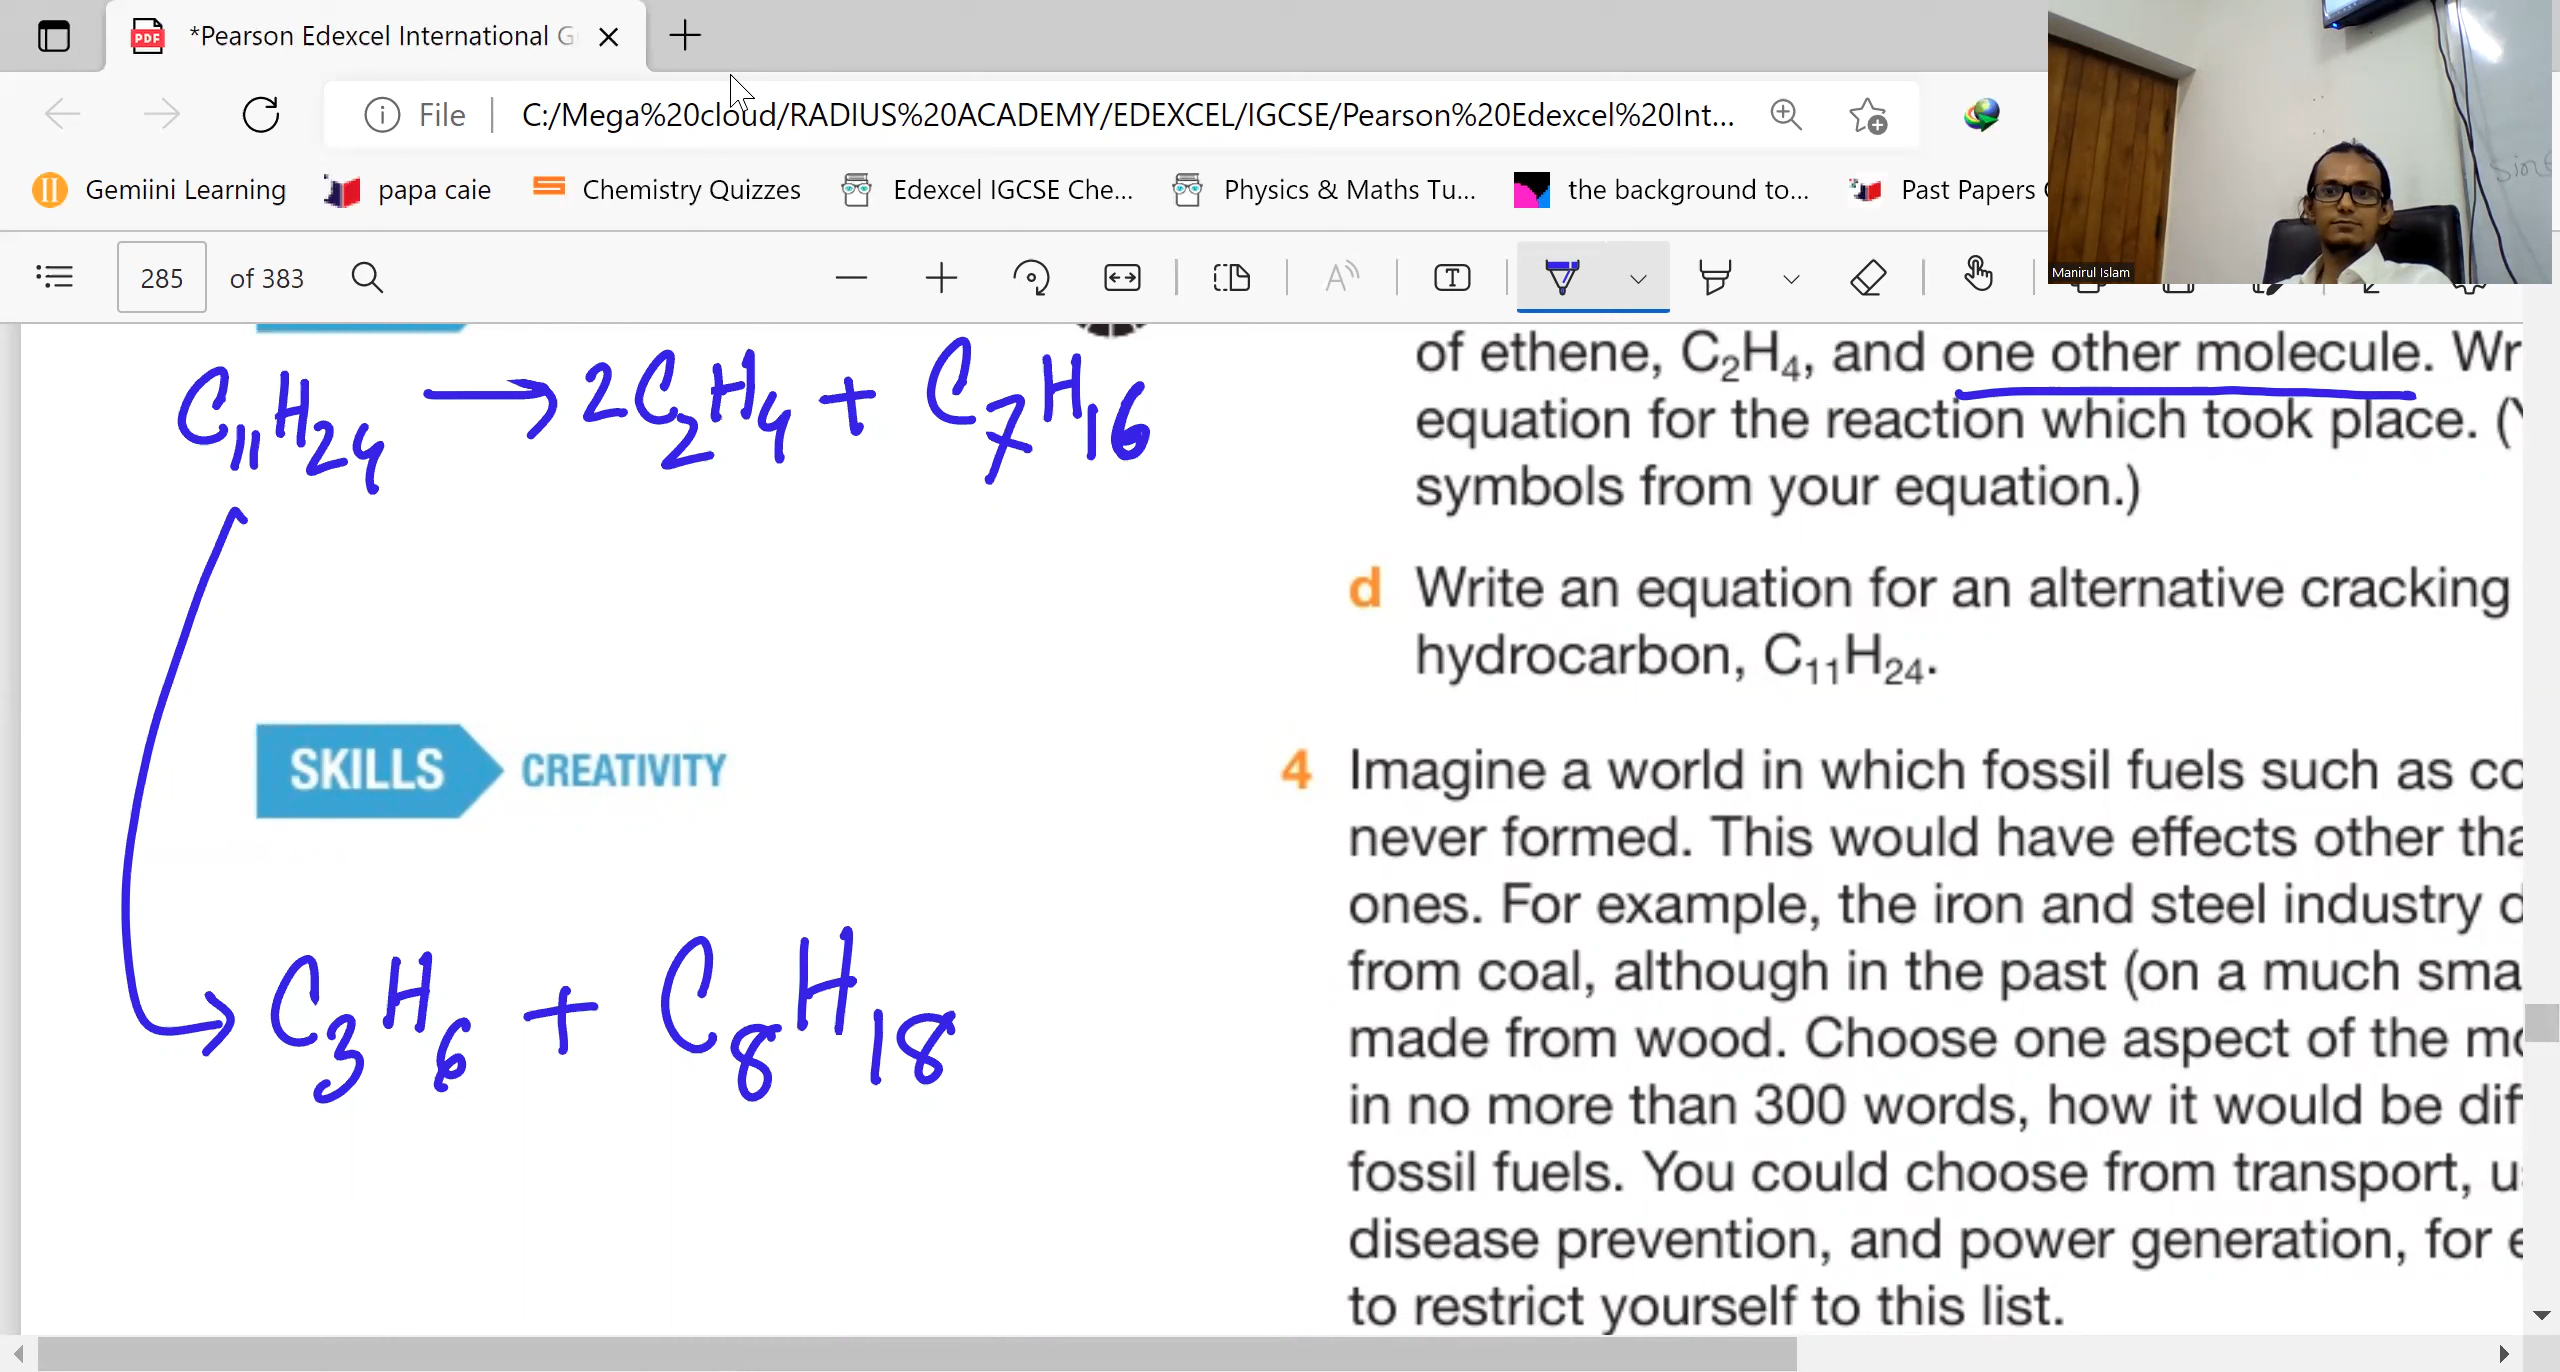 *Pearson Edexcel International G
File C:/Mega%20cloud/RADIUS%20ACADEMY/EDEXCEL/IGCSE/Pearson%20Edexcel%20Int...
Gemiini Learning papa caie Chemistry Quizzes Edexcel IGCSE Che... Physics & Maths Tu... the background to... Past Papers
Manirul Islam
285 of 383
C₁₁H₂₄ → 2C₂H₄ + C₇H₁₆
of ethene, C₂H₄, and one other molecule. Wr
equation for the reaction which took place. (
symbols from your equation.)
d Write an equation for an alternative cracking
hydrocarbon, C₁₁H₂₄.
SKILLS CREATIVITY
4 Imagine a world in which fossil fuels such as co
never formed. This would have effects other tha
ones. For example, the iron and steel industry
from coal, although in the past (on a much sma
made from wood. Choose one aspect of the mo
in no more than 300 words, how it would be dif
fossil fuels. You could choose from transport, u
disease prevention, and power generation, for e
to restrict yourself to this list.
→ C₃H₆ + C₈H₁₈